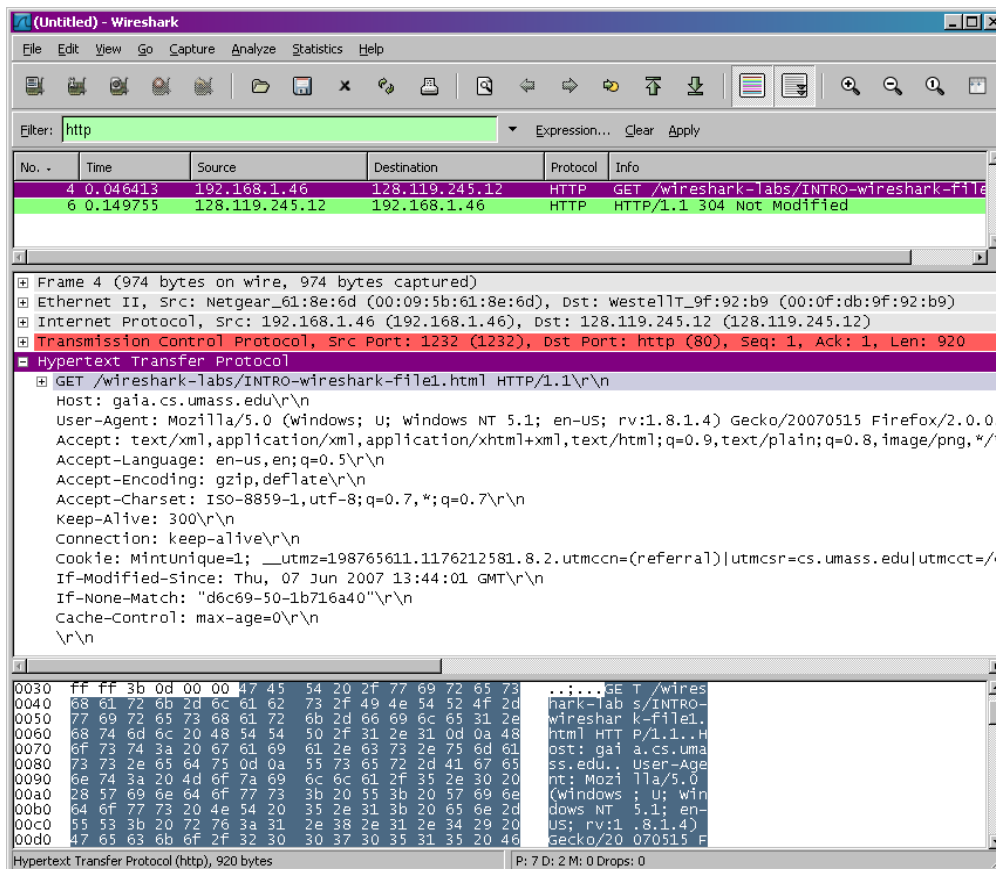 (Untitled) - Wireshark
File Edit View Go Capture Analyze Statistics Help
Filter: http Expression... Clear Apply
No. - Time Source Destination Protocol Info
4 0.046413 192.168.1.46 128.119.245.12 HTTP GET /wireshark-labs/INTRO-wireshark-file
6 0.149755 128.119.245.12 192.168.1.46 HTTP HTTP/1.1 304 Not Modified
Frame 4 (974 bytes on wire, 974 bytes captured)
Ethernet II, Src: Netgear_61:8e:6d (00:09:5b:61:8e:6d), Dst: WestellT_9f:92:b9 (00:0f:db:9f:92:b9)
Internet Protocol, Src: 192.168.1.46 (192.168.1.46), Dst: 128.119.245.12 (128.119.245.12)
Transmission Control Protocol, Src Port: 1232 (1232), Dst Port: http (80), Seq: 1, Ack: 1, Len: 920
Hypertext Transfer Protocol
GET /wireshark-labs/INTRO-wireshark-file1.html HTTP/1.1\r\n
Host: gaia.cs.umass.edu\r\n
User-Agent: Mozilla/5.0 (Windows; U; Windows NT 5.1; en-US; rv:1.8.1.4) Gecko/20070515 Firefox/2.0.0
Accept: text/xml,application/xml,application/xhtml+xml,text/html;q=0.9,text/plain;q=0.8,image/png,*/
Accept-Language: en-us,en;q=0.5\r\n
Accept-Encoding: gzip,deflate\r\n
Accept-Charset: ISO-8859-1,utf-8;q=0.7,*;q=0.7\r\n
Keep-Alive: 300\r\n
Connection: keep-alive\r\n
Cookie: MintUnique=1; __utmz=198765611.1176212581.8.2.utmccn=(referral)|utmcsr=cs.umass.edu|utmcct=/
If-Modified-Since: Thu, 07 Jun 2007 13:44:01 GMT\r\n
If-None-Match: "d6c69-50-1b716a40"\r\n
Cache-Control: max-age=0\r\n
\r\n
0030 ff ff 3b 0d 00 00 47 45 54 20 2f 77 69 72 65 73 ..;...GE T /wires
0040 68 61 72 6b 2d 6c 61 62 73 2f 49 4e 54 52 4f 2d hark-lab s/INTRO-
0050 77 69 72 65 73 68 61 72 6b 2d 66 69 6c 65 31 2e wireshar k-file1.
0060 68 74 6d 6c 20 48 54 54 50 2f 31 2e 31 0d 0a 48 html HTT P/1.1..H
0070 6f 73 74 3a 20 67 61 69 61 2e 63 73 2e 75 6d 61 ost: gai a.cs.uma
0080 73 73 2e 65 64 75 0d 0a 55 73 65 72 2d 41 67 65 ss.edu.. User-Age
0090 6e 74 3a 20 4d 6f 7a 69 6c 6c 61 2f 35 2e 30 20 nt: Mozi lla/5.0
00a0 28 57 69 6e 64 6f 77 73 3b 20 55 3b 20 57 69 6e (Windows ; U; Win
00b0 64 6f 77 73 20 4e 54 20 35 2e 31 3b 20 65 6e 2d dows NT 5.1; en-
00c0 55 53 3b 20 72 76 3a 31 2e 38 2e 31 2e 34 29 20 US; rv:1 .8.1.4)
00d0 47 65 63 6b 6f 2f 32 30 30 37 30 35 31 35 20 46 Gecko/20 070515 F
Hypertext Transfer Protocol (http), 920 bytes P: 7 D: 2 M: 0 Drops: 0